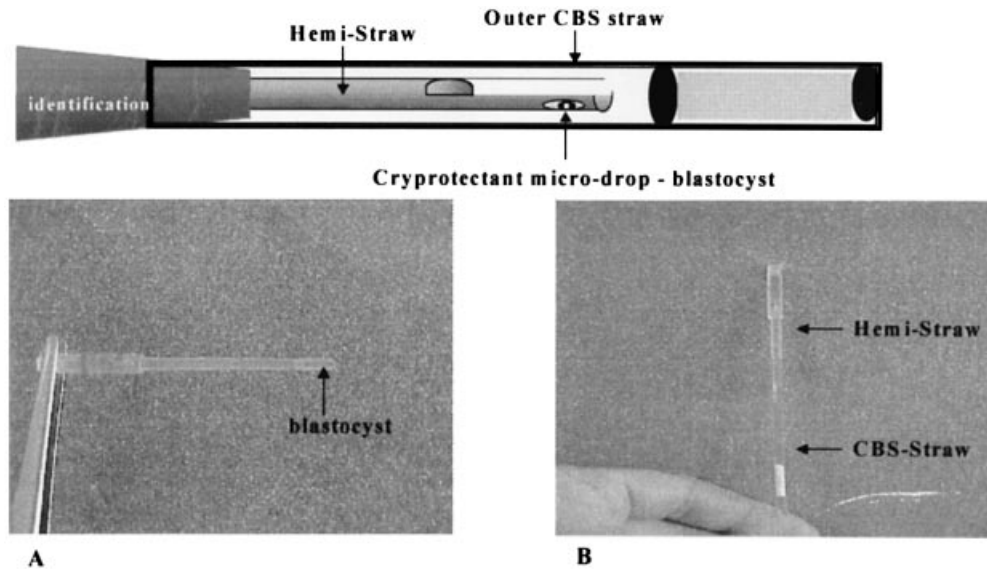 Outer CBS straw
Hemi-Straw
identification
Cryprotectant micro-drop - blastocyst
blastocyst
Hemi-Straw
CBS-Straw
A
B